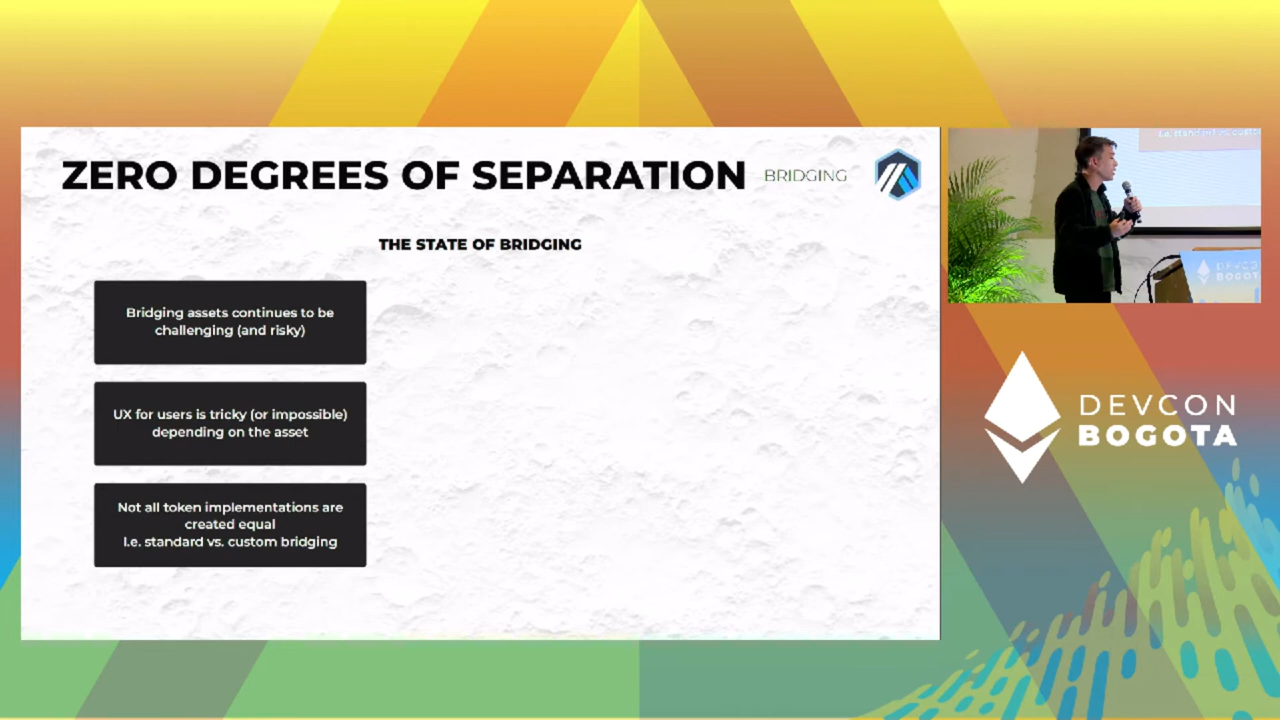 ZERO DEGREES OF SEPARATION
BRIDGING
THE STATE OF BRIDGING
Bridging assets continues to be
challenging (and risky)
UX for users is tricky (or impossible)
depending on the asset
Not all token implementations are
created equal
I.e. standard vs. custom bridging
DEVCON
BOGOTA
DEVCON
BOGOTA